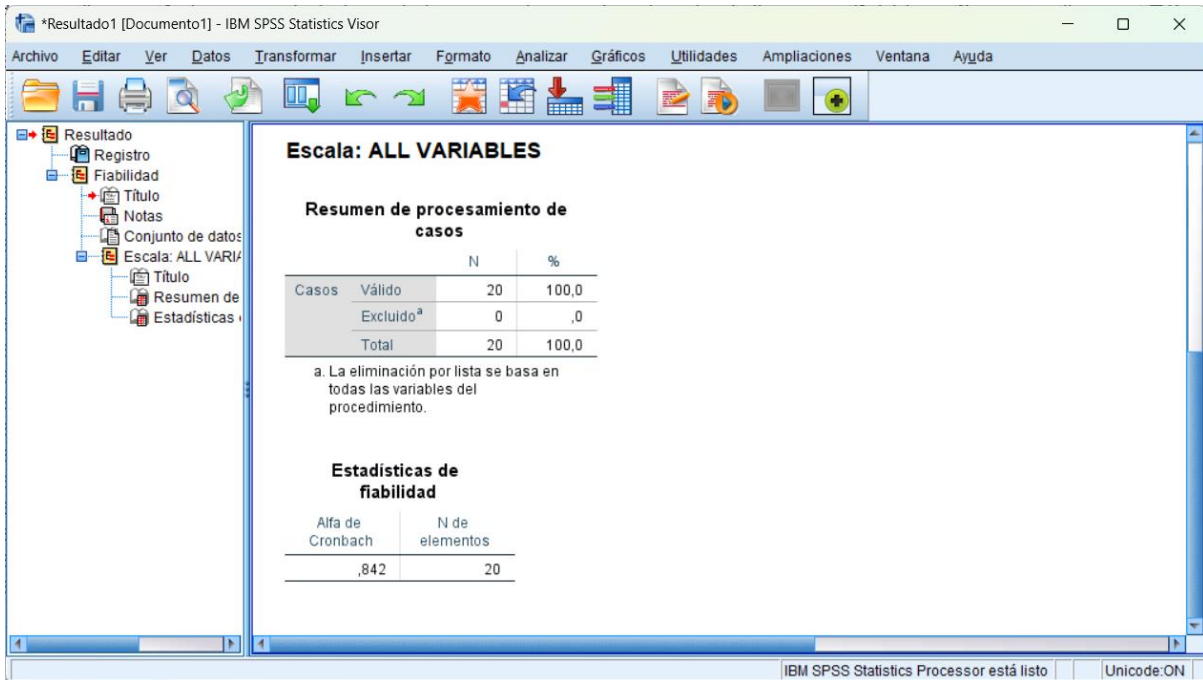 *Resultado1 [Documento1] - IBM SPSS Statistics Visor
Archivo Editar Ver Datos Transformar Insertar Formato Analizar Gráficos Utilidades Ampliaciones Ventana Ayuda
Resultado
Registro
Fiabilidad
Título
Notas
Conjunto de datos
Escala: ALL VARIA
Título
Resumen de
Estadísticas
Escala: ALL VARIABLES
Resumen de procesamiento de
casos
N %
Casos Válido 20 100,0
Excluido a 0 ,0
Total 20 100,0
a. La eliminación por lista se basa en
todas las variables del
procedimiento.
Estadísticas de
fiabilidad
Alfa de N de
Cronbach elementos
,842 20
IBM SPSS Statistics Processor está listo Unicode:ON